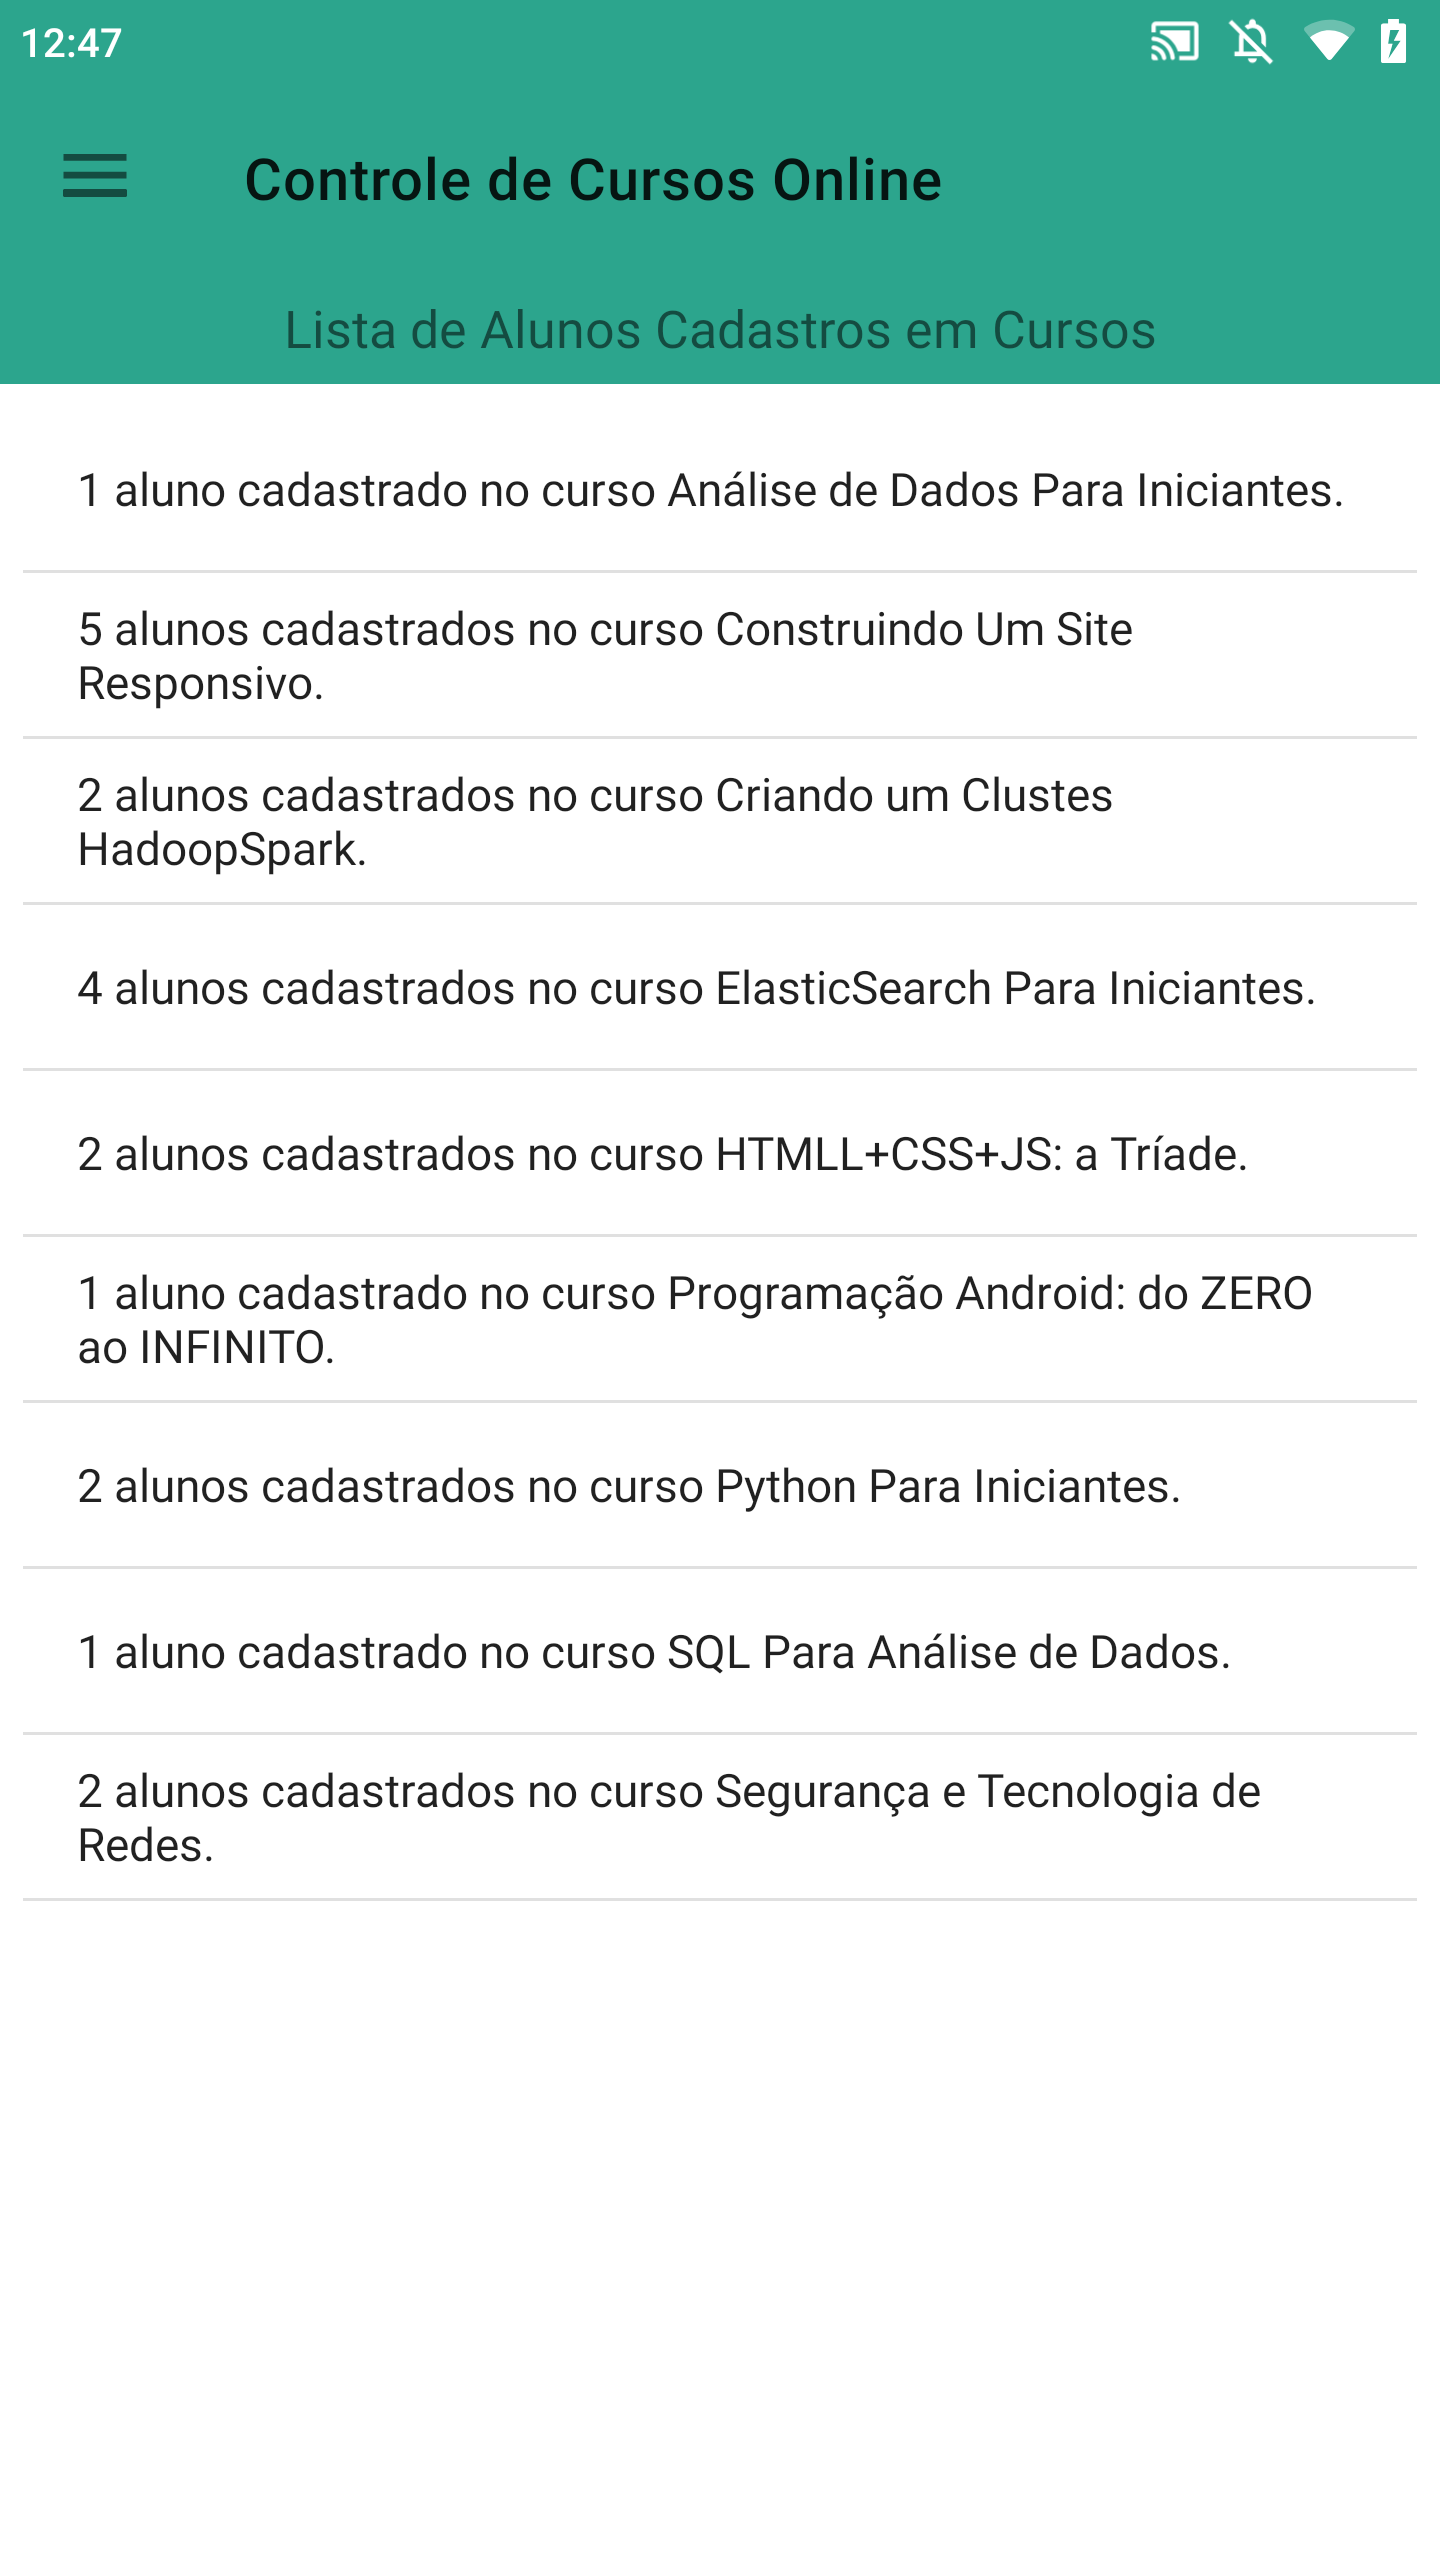 12:47
Controle de Cursos Online
Lista de Alunos Cadastros em Cursos
1 aluno cadastrado no curso Análise de Dados Para Iniciantes.
5 alunos cadastrados no curso Construindo Um Site
Responsivo.
2 alunos cadastrados no curso Criando um Clustes
HadoopSpark.
4 alunos cadastrados no curso ElasticSearch Para Iniciantes.
2 alunos cadastrados no curso HTMLL+CSS+JS: a Tríade.
1 aluno cadastrado no curso Programação Android: do ZERO
ao INFINITO.
2 alunos cadastrados no curso Python Para Iniciantes.
1 aluno cadastrado no curso SQL Para Análise de Dados.
2 alunos cadastrados no curso Segurança e Tecnologia de
Redes.